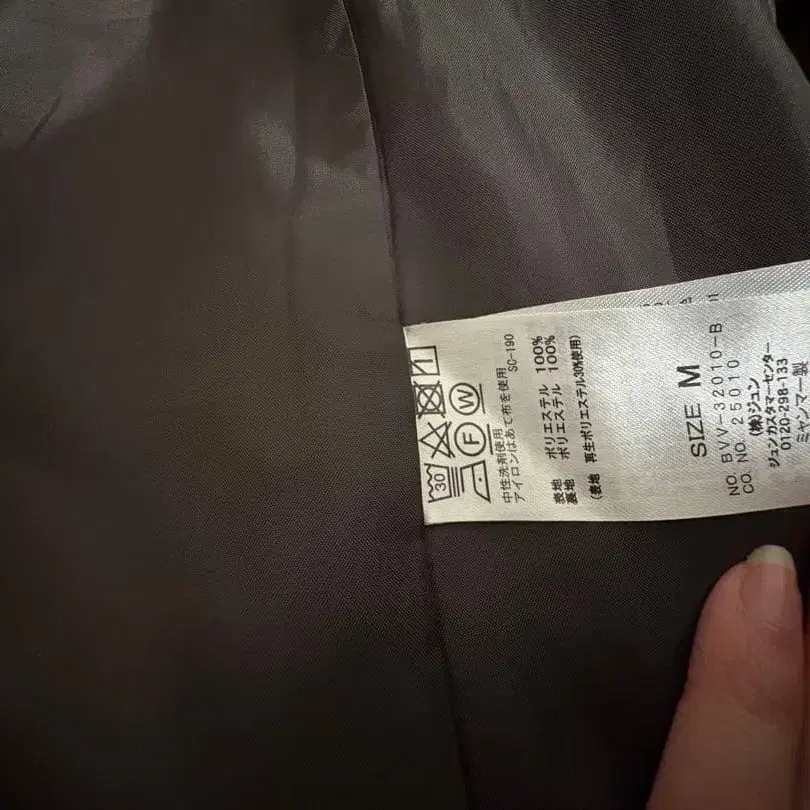 30
F W
中性洗剤使用
アイロンはあて布を使用
SC-190
表地 ポリエステル 100%
裏地 ポリエステル 100%
(表地 再生ポリエステル30%使用)
SIZE M
NO. BVV-32010-B
CO. NO. 25010
(株)ジュン
ジュンカスタマーセンター
0120-298-133
ミャンマー製